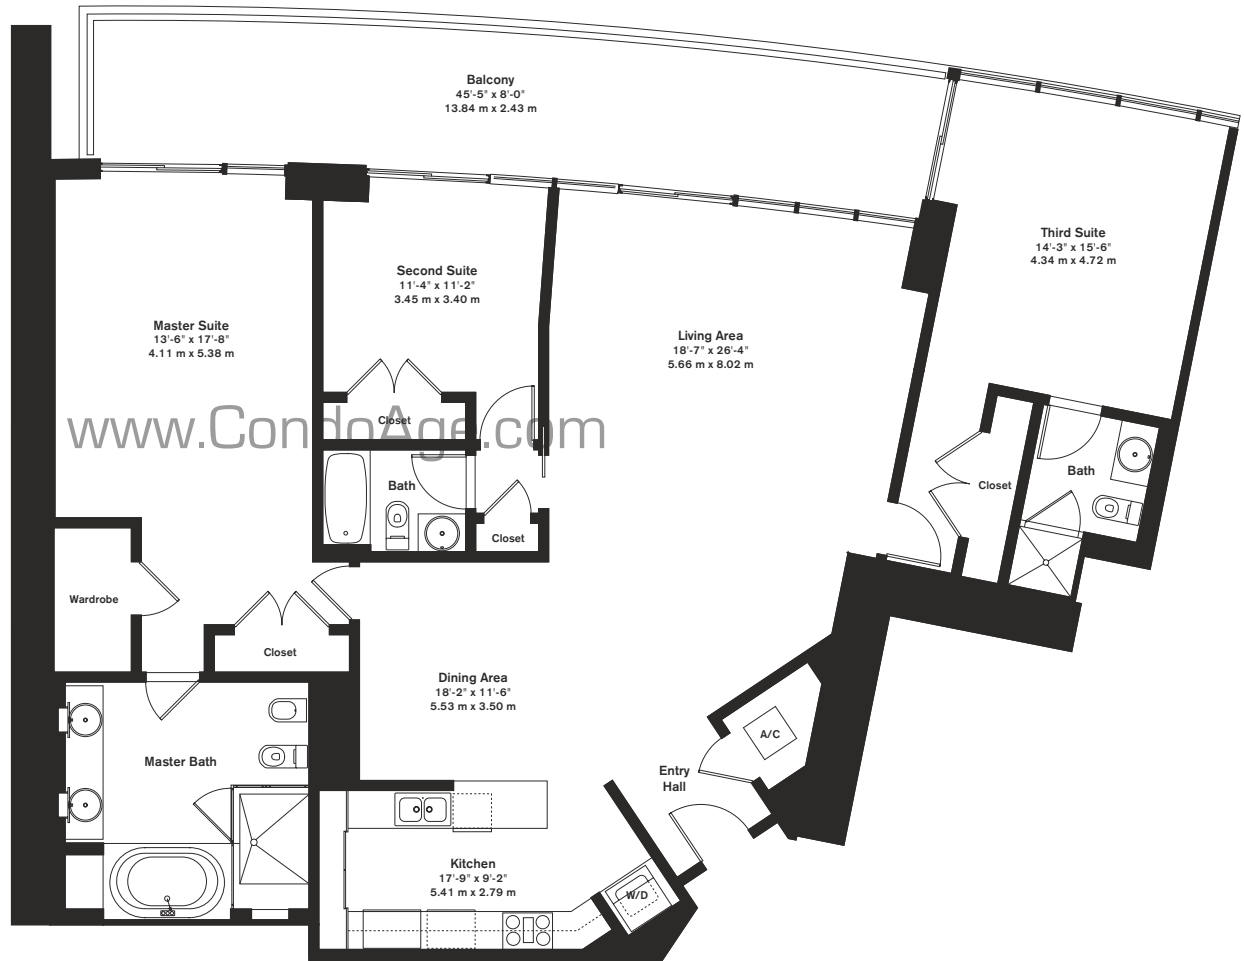 Balcony
45'-5" x 8'-0"
13.84 m x 2.43 m
Third Suite
14'-3" x 15'-6"
4.34 m x 4.72 m
Second Suite
11'-4" x 11'-2"
3.45 m x 3.40 m
Master Suite
13'-6" x 17'-8"
4.11 m x 5.38 m
Living Area
18'-7" x 26'-4"
5.66 m x 8.02 m
Closet
www.CondoAge.com
Bath
Bath
Closet
Closet
Wardrobe
Closet
Dining Area
18'-2" x 11'-6"
5.53 m x 3.50 m
A/C
Master Bath
Entry
Hall
Kitchen
17'-9" x 9'-2"
5.41 m x 2.79 m
W/D